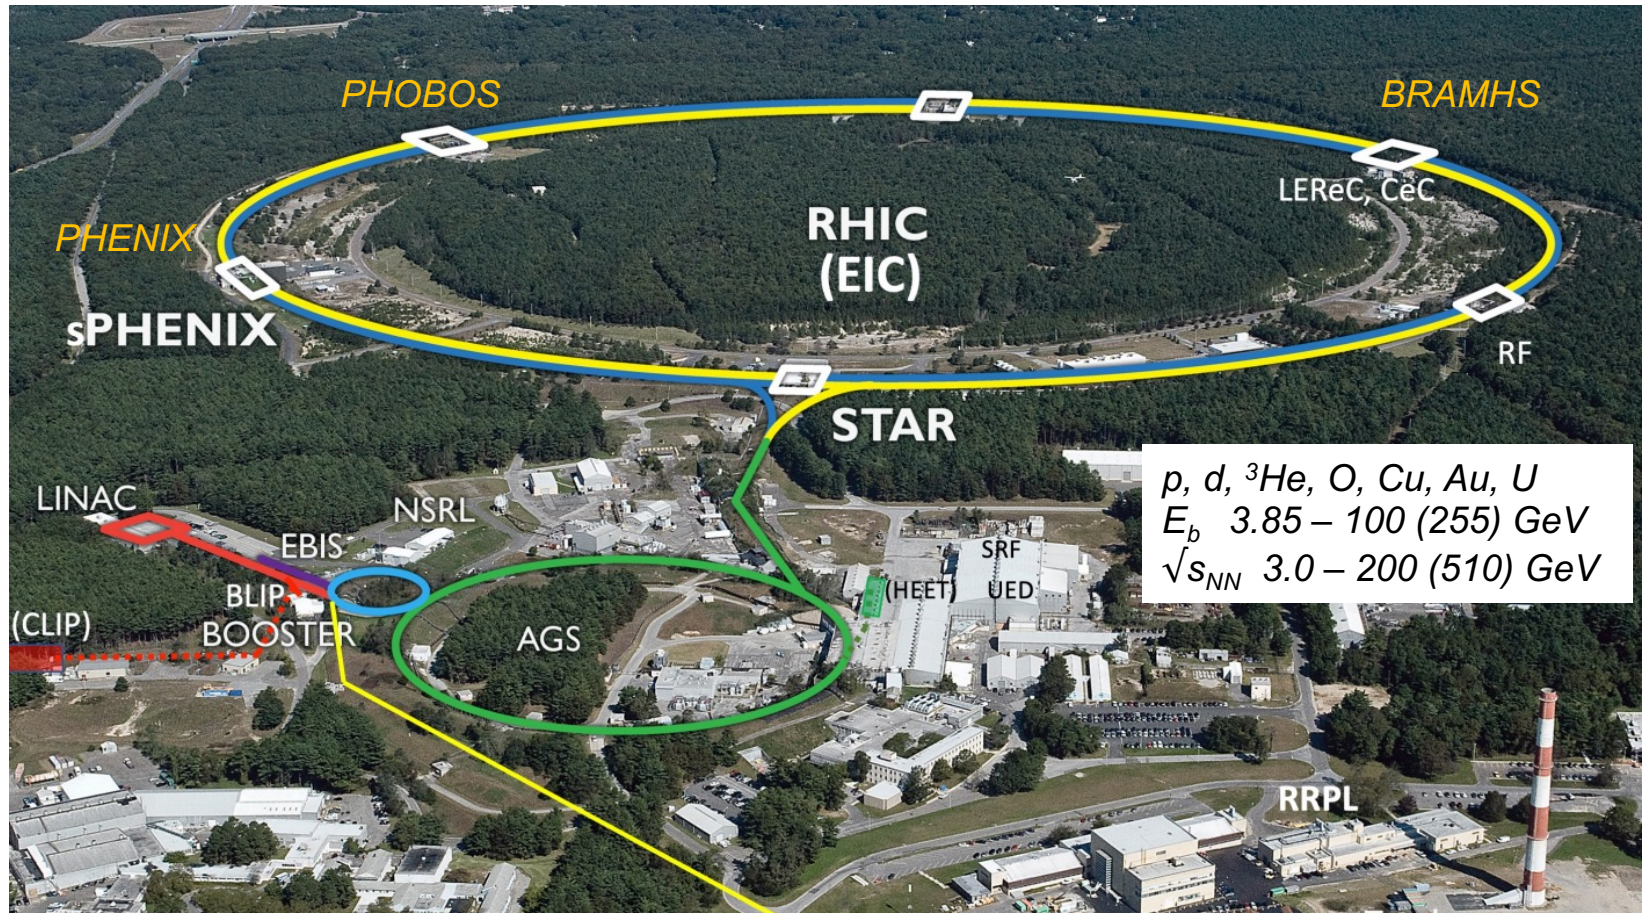 PHOBOS
BRAMHS
LEReC, CeC
RHIC
(EIC)
PHENIX
sPHENIX
RF
STAR
p, d, ³He, O, Cu, Au, U
E_b 3.85 – 100 (255) GeV
√s_NN 3.0 – 200 (510) GeV
LINAC
NSRL
EBIS
SRF
BLIP
(HEET)
UED
(CLIP)
BOOSTER
AGS
RRPL